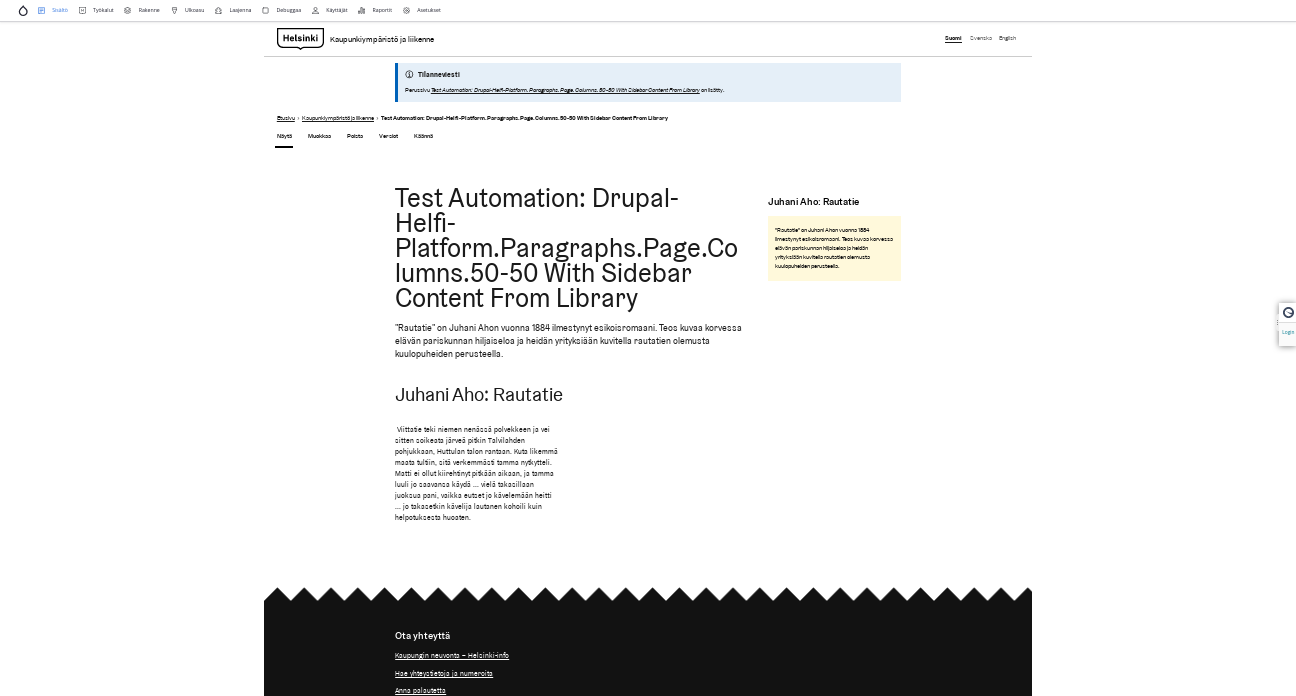 Sisältö Työkalut Rakenne Ulkoasu Laajenna Debuggaa Käyttäjät Raportit Asetukset
Helsinki Kaupunkiympäristö ja liikenne Suomi Svenska English
Tilanneviesti
Perussivu Test Automation: Drupal-Helfi-Platform.Paragraphs.Page.Columns.50-50 With Sidebar Content From Library on lisätty.
Etusivu › Kaupunkiympäristö ja liikenne › Test Automation: Drupal-Helfi-Platform.Paragraphs.Page.Columns.50-50 With Sidebar Content From Library
Näytä Muokkaa Poista Versiot Käännä
Test Automation: Drupal-
Helfi-
Platform.Paragraphs.Page.Co
lumns.50-50 With Sidebar
Content From Library
"Rautatie" on Juhani Ahon vuonna 1884 ilmestynyt esikoisromaani. Teos kuvaa korvessa
elävän pariskunnan hiljaiseloa ja heidän yrityksiään kuvitella rautatien olemusta
kuulopuheiden perusteella.
Juhani Aho: Rautatie
Viittatie teki niemen nenässä polvekkeen ja vei
sitten soikeata järveä pitkin Talvilahden
pohjukkaan, Huttulan talon rantaan. Kuta likemmä
maata tultiin, sitä verkemmästi tamma nytkytteli.
Matti ei ollut kiirehtinyt pitkään aikaan, ja tamma
luuli jo saavansa käydä ... vielä takasillaan
juoksua pani, vaikka eutset jo kävelemään heitti
... jo takasetkin kävelijä lautanen kohoili kuin
helpotuksesta huoaten.
Juhani Aho: Rautatie
"Rautatie" on Juhani Ahon vuonna 1884
ilmestynyt esikoisromaani. Teos kuvaa korvessa
elävän pariskunnan hiljaiseloa ja heidän
yrityksiään kuvitella rautatien olemusta
kuulopuheiden perusteella.
Login
Ota yhteyttä
Kaupungin neuvonta – Helsinki-info
Hae yhteystietoja ja numeroita
Anna palautetta